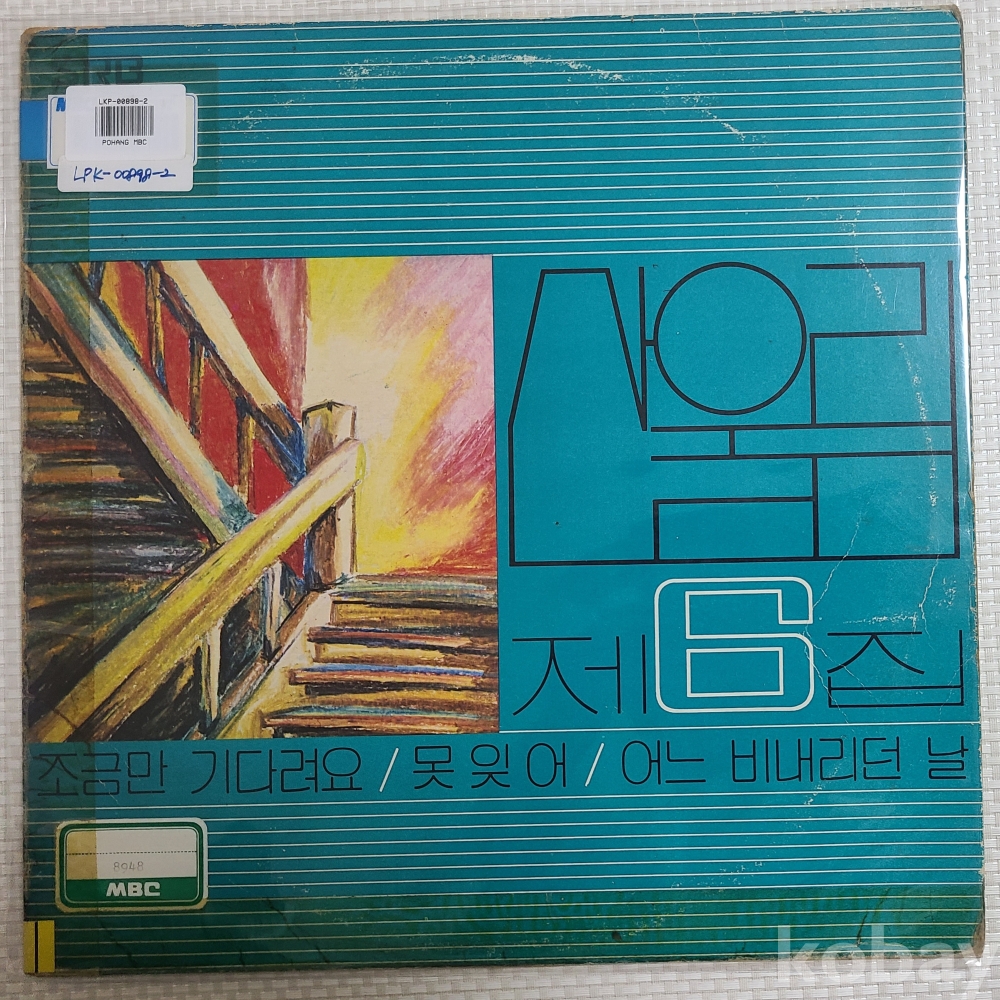 SRB
LKP-00898-2
POHANG MBC
LPK-00898-2
산울림
제6집
조금만 기다려요 / 못 잊어 / 어느 비내리던 날
8948
MBC
kobay